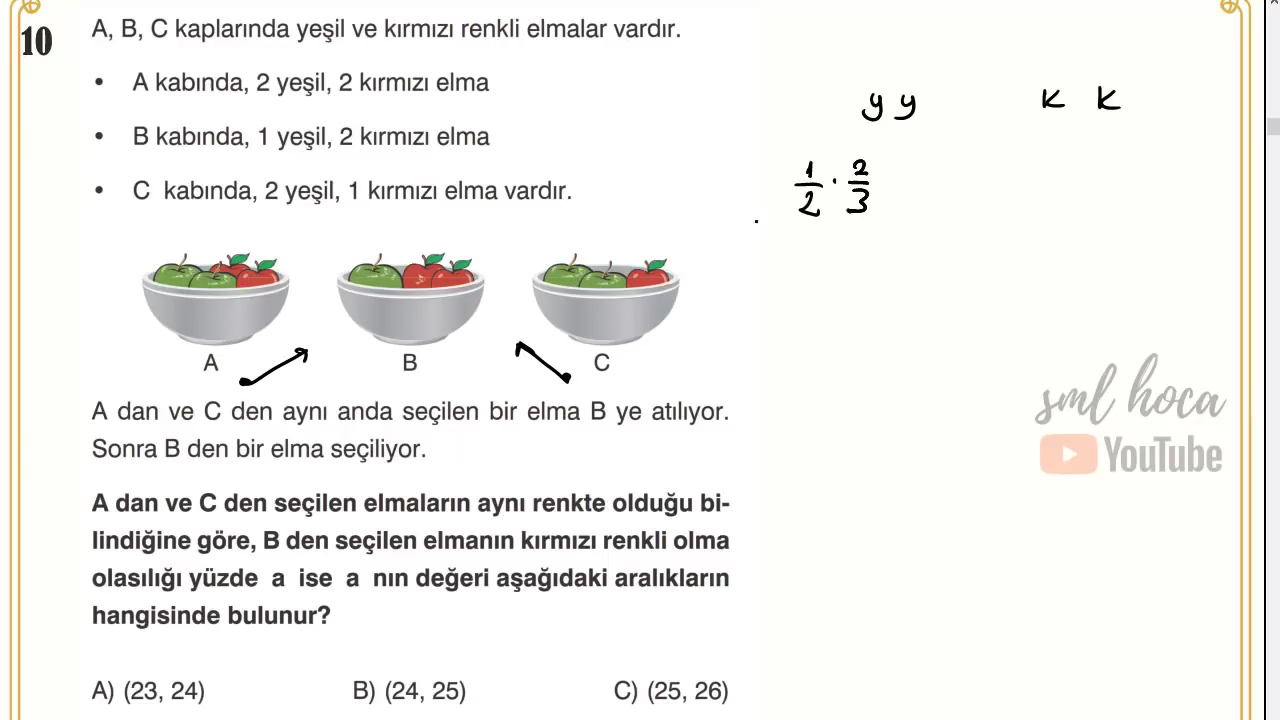 10
A, B, C kaplarında yeşil ve kırmızı renkli elmalar vardır.
• A kabında, 2 yeşil, 2 kırmızı elma
• B kabında, 1 yeşil, 2 kırmızı elma
• C kabında, 2 yeşil, 1 kırmızı elma vardır.
y y K K
1/2 · 2/3
A B C
A dan ve C den aynı anda seçilen bir elma B ye atılıyor.
Sonra B den bir elma seçiliyor.
A dan ve C den seçilen elmaların aynı renkte olduğu bi-
lindiğine göre, B den seçilen elmanın kırmızı renkli olma
olasılığı yüzde a ise a nın değeri aşağıdaki aralıkların
hangisinde bulunur?
A) (23, 24) B) (24, 25) C) (25, 26)
sml hoca
YouTube